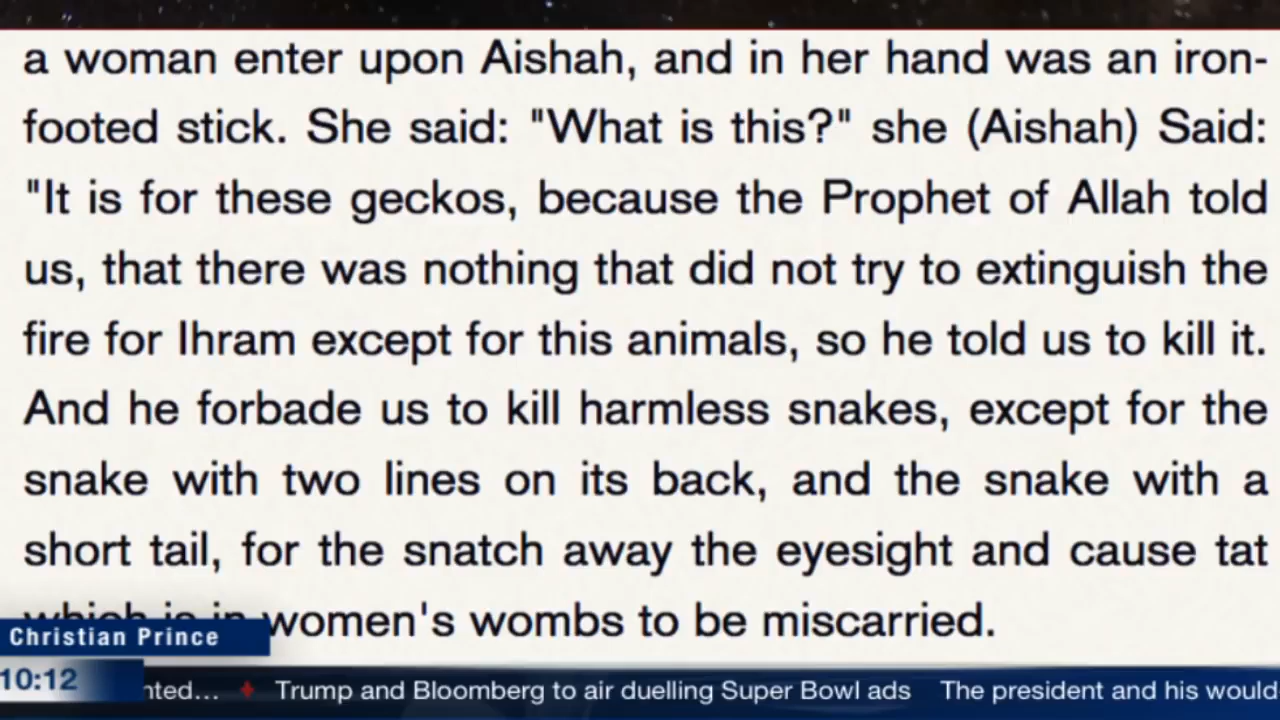 a woman enter upon Aishah, and in her hand was an iron-
footed stick. She said: "What is this?" she (Aishah) Said:
"It is for these geckos, because the Prophet of Allah told
us, that there was nothing that did not try to extinguish the
fire for Ihram except for this animals, so he told us to kill it.
And he forbade us to kill harmless snakes, except for the
snake with two lines on its back, and the snake with a
short tail, for the snatch away the eyesight and cause tat
which is in women's wombs to be miscarried.
Christian Prince
10:12
nted... Trump and Bloomberg to air duelling Super Bowl ads The president and his would